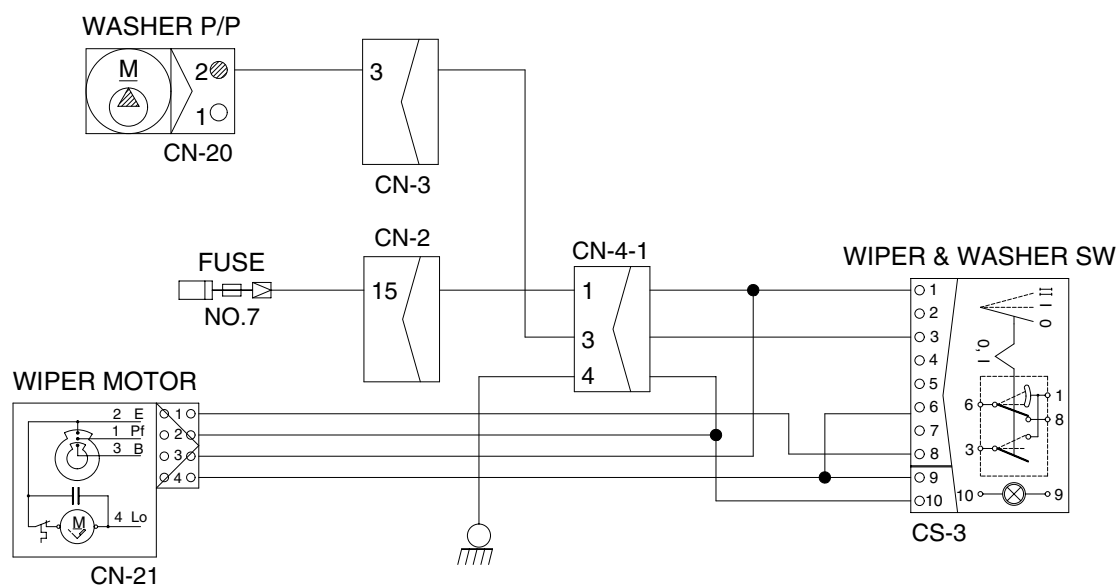 WASHER P/P
M
2
1
CN-20
3
CN-3
CN-2
FUSE
NO.7
15
CN-4-1
1
3
4
WIPER & WASHER SW
1
2
3
4
5
6
7
8
9
10
II
I
O
0,1
6
1
8
3
10
9
CS-3
WIPER MOTOR
2 E
1 Pf
3 B
M
4 Lo
1
2
3
4
CN-21